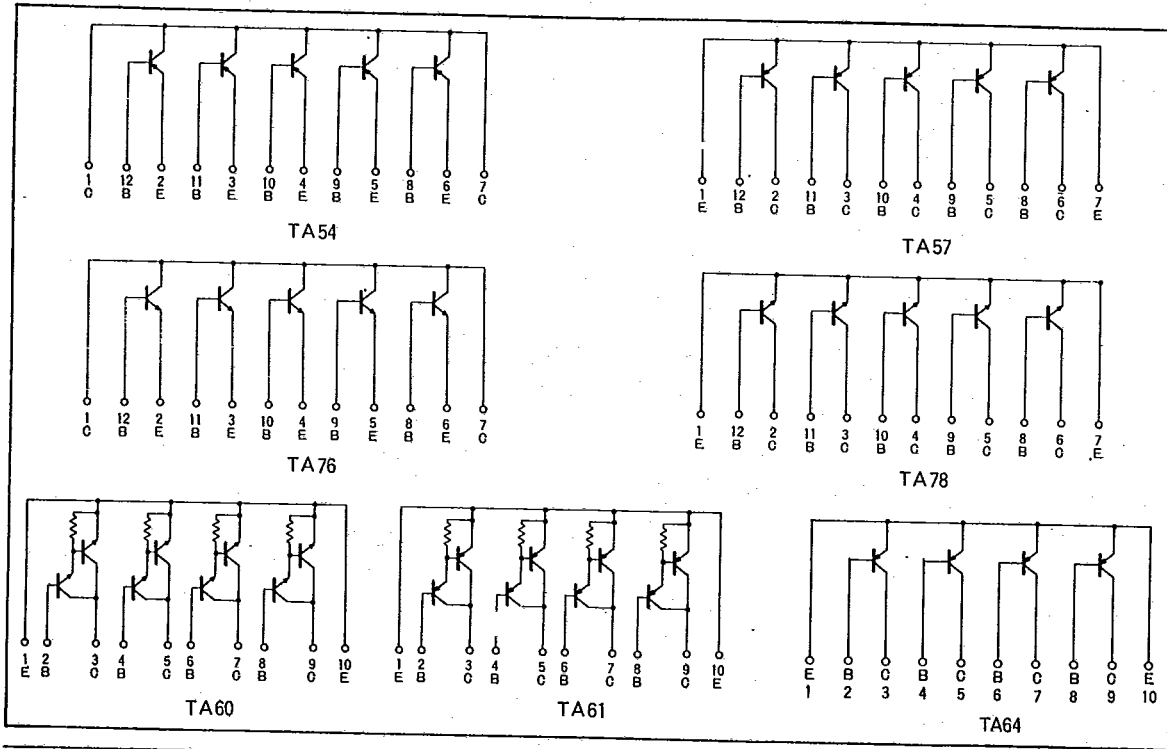 1 12 2 11 3 10 4 9 5 8 6 7
C B E B E B E B E B E C
TA54
1 12 2 11 3 10 4 9 5 8 6 7
E B C B C B C B C B C E
TA57
1 12 2 11 3 10 4 9 5 8 6 7
C B E B E B E B E B E C
TA76
1 12 2 11 3 10 4 9 5 8 6 7
E B C B C B C B C B C E
TA78
1 2 3 4 5 6 7 8 9 10
E B C B C B C B C E
TA60
1 2 3 4 5 6 7 8 9 10
E B C B C B C B C E
TA61
E B C B C B C B C E
1 2 3 4 5 6 7 8 9 10
TA64